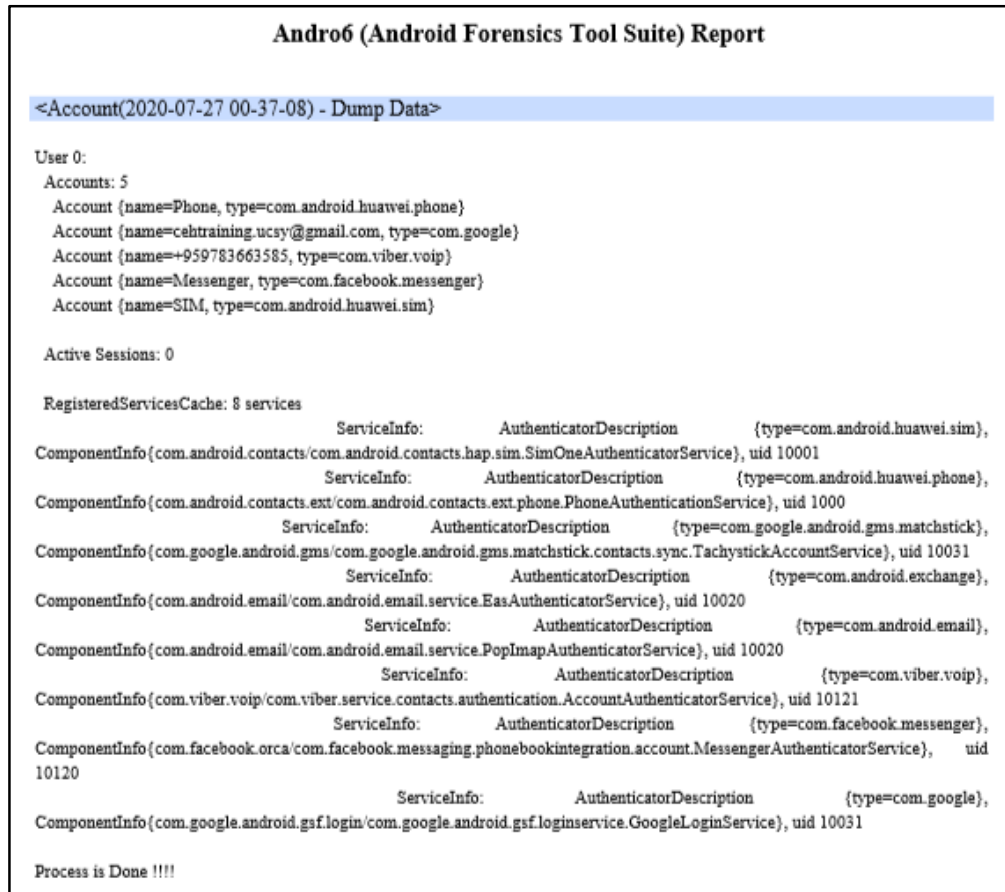 Andro6 (Android Forensics Tool Suite) Report
<Account(2020-07-27 00-37-08) - Dump Data>
User 0:
Accounts: 5
Account {name=Phone, type=com.android.huawei.phone}
Account {name=cehtraining.ucsy@gmail.com, type=com.google}
Account {name=+959783663585, type=com.viber.voip}
Account {name=Messenger, type=com.facebook.messenger}
Account {name=SIM, type=com.android.huawei.sim}
Active Sessions: 0
RegisteredServicesCache: 8 services
ServiceInfo: AuthenticatorDescription {type=com.android.huawei.sim},
ComponentInfo{com.android.contacts/com.android.contacts.hap.sim.SimOneAuthenticatorService}, uid 10001
ServiceInfo: AuthenticatorDescription {type=com.android.huawei.phone},
ComponentInfo{com.android.contacts.ext/com.android.contacts.ext.phone.PhoneAuthenticationService}, uid 1000
ServiceInfo: AuthenticatorDescription {type=com.google.android.gms.matchstick},
ComponentInfo{com.google.android.gms/com.google.android.gms.matchstick.contacts.sync.TachystickAccountService}, uid 10031
ServiceInfo: AuthenticatorDescription {type=com.android.exchange},
ComponentInfo{com.android.email/com.android.email.service.EasAuthenticatorService}, uid 10020
ServiceInfo: AuthenticatorDescription {type=com.android.email},
ComponentInfo{com.android.email/com.android.email.service.PopImapAuthenticatorService}, uid 10020
ServiceInfo: AuthenticatorDescription {type=com.viber.voip},
ComponentInfo{com.viber.voip/com.viber.service.contacts.authentication.AccountAuthenticatorService}, uid 10121
ServiceInfo: AuthenticatorDescription {type=com.facebook.messenger},
ComponentInfo{com.facebook.orca/com.facebook.messaging.phonebookintegration.account.MessengerAuthenticatorService}, uid
10120
ServiceInfo: AuthenticatorDescription {type=com.google},
ComponentInfo{com.google.android.gsf.login/com.google.android.gsf.loginservice.GoogleLoginService}, uid 10031
Process is Done !!!!